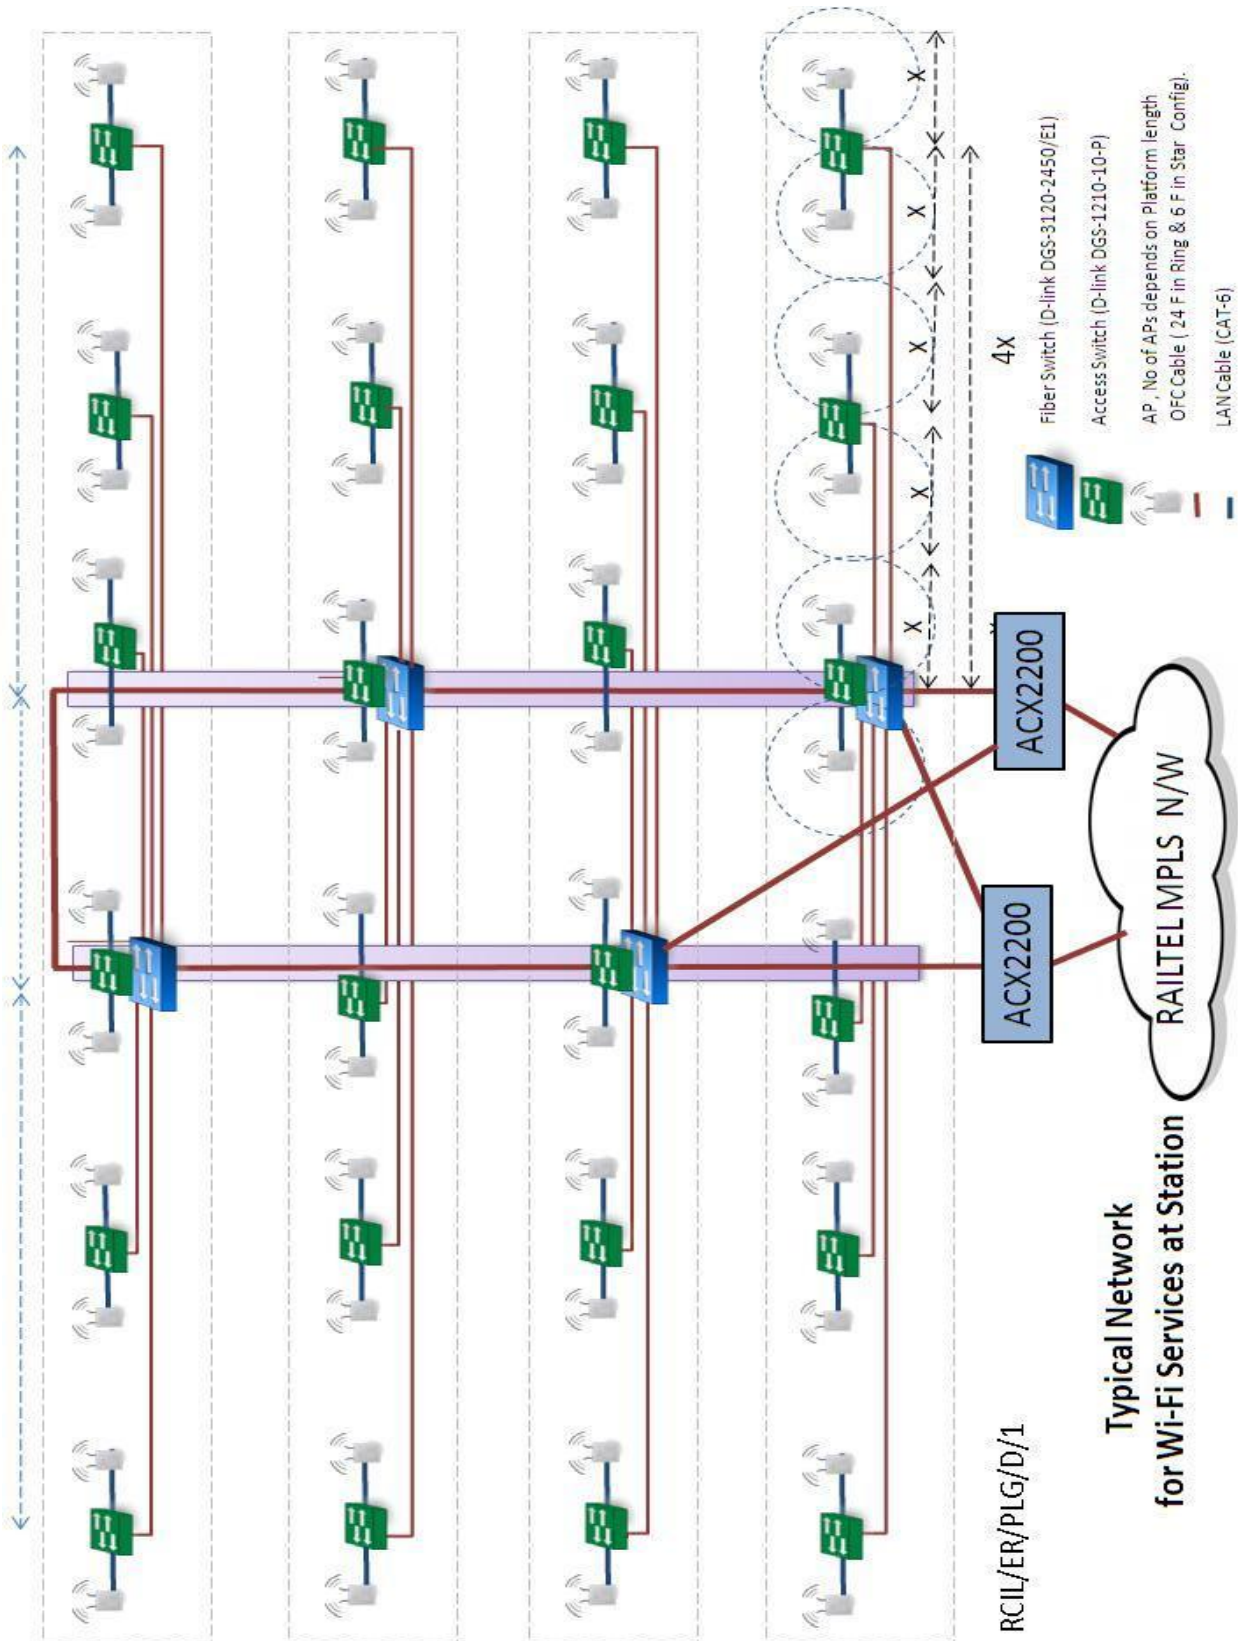 X
X
X
X
X
4x
Fiber Switch (D-link DGS-3120-2450/E1)
Access Switch (D-link DGS-1210-10-P)
AP, No of APs depends on Platform length
OFC Cable ( 24 F in Ring & 6 F in Star Config).
LAN Cable (CAT-6)
ACX2200
ACX2200
RAILTEL MPLS N/W
RCIL/ER/PLG/D/1
Typical Network
for Wi-Fi Services at Station